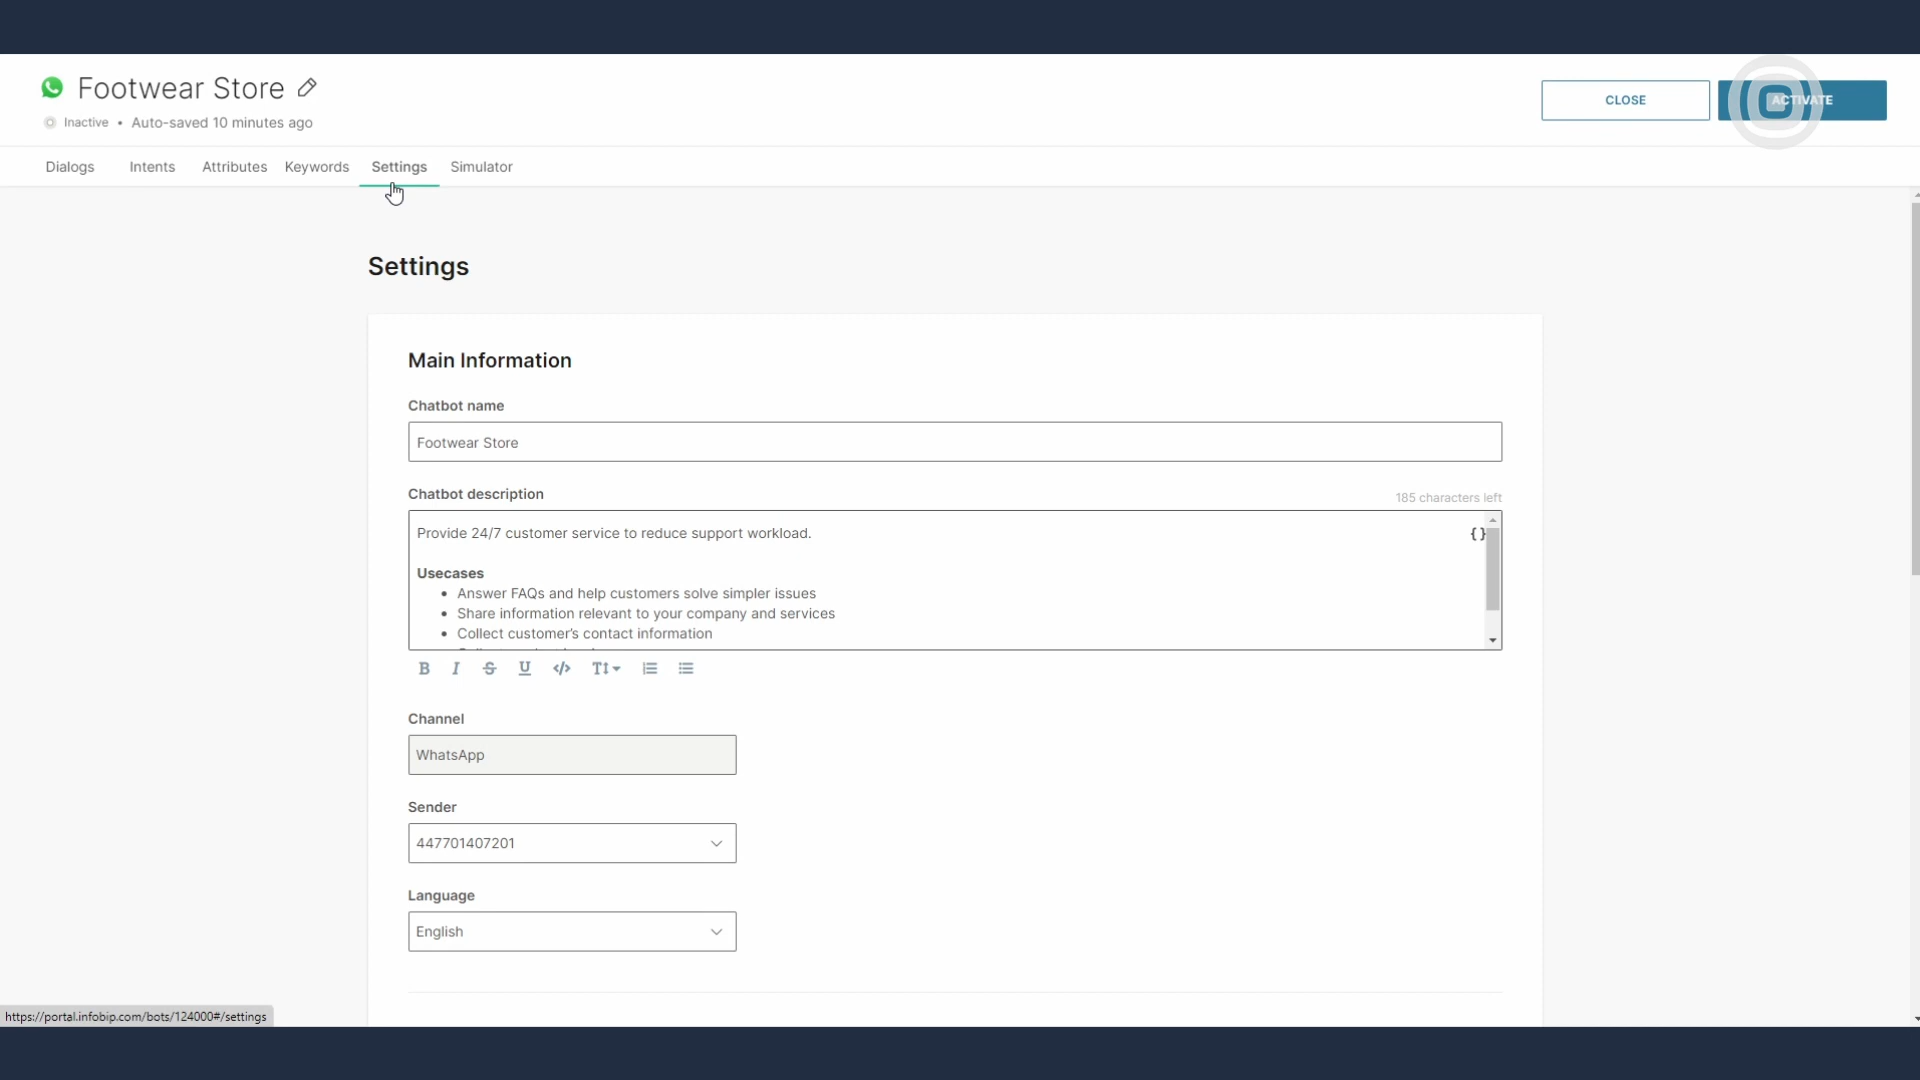 Footwear Store
CLOSE
ACTIVATE
Inactive • Auto-saved 10 minutes ago
Dialogs Intents Attributes Keywords Settings Simulator
Settings
Main Information
Chatbot name
Footwear Store
Chatbot description
185 characters left
Provide 24/7 customer service to reduce support workload.
{}
Usecases
• Answer FAQs and help customers solve simpler issues
• Share information relevant to your company and services
• Collect customer's contact information
B I S U </> T↕
Channel
WhatsApp
Sender
447701407201
Language
English
https://portal.infobip.com/bots/124000#/settings